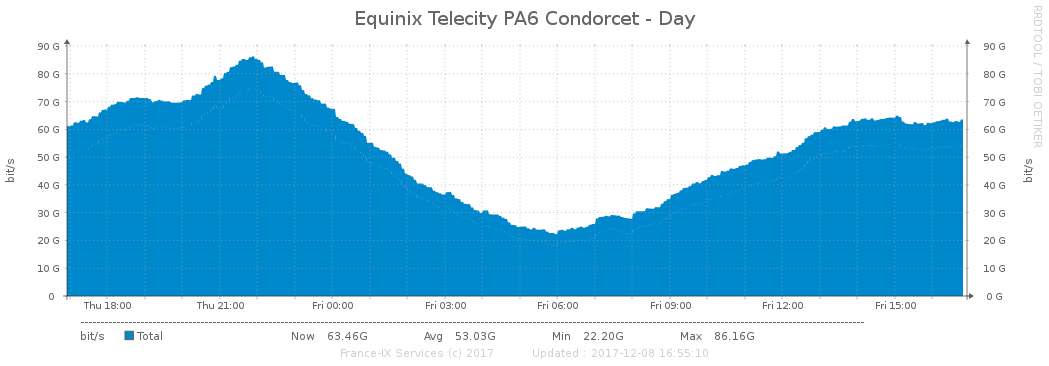 Equinix Telecity PA6 Condorcet - Day
RRDTOOL / TOBI OETIKER
90 G 90 G
80 G 80 G
70 G 70 G
60 G 60 G
50 G 50 G
40 G 40 G
30 G 30 G
20 G 20 G
10 G 10 G
0 0 G
bit/s
bit/s
Thu 18:00 Thu 21:00 Fri 00:00 Fri 03:00 Fri 06:00 Fri 09:00 Fri 12:00 Fri 15:00
bit/s Total Now 63.46G Avg 53.03G Min 22.20G Max 86.16G
France-IX Services (c) 2017 Updated : 2017-12-08 16:55:10